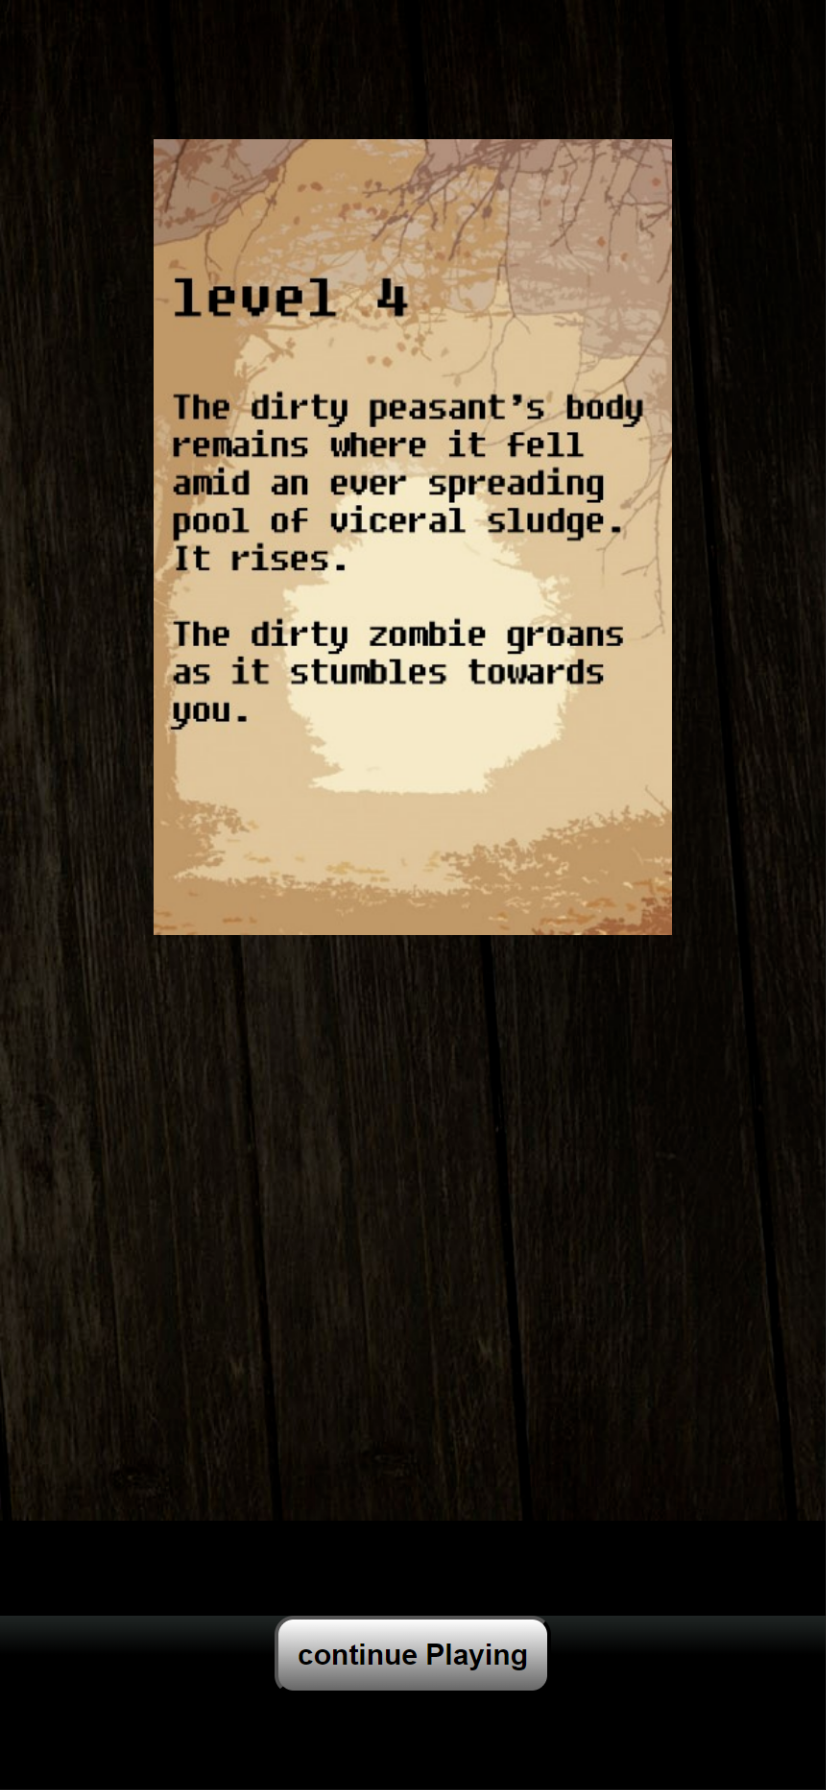 level 4
The dirty peasant's body
remains where it fell
amid an ever spreading
pool of viceral sludge.
It rises.
The dirty zombie groans
as it stumbles towards
you.
continue Playing